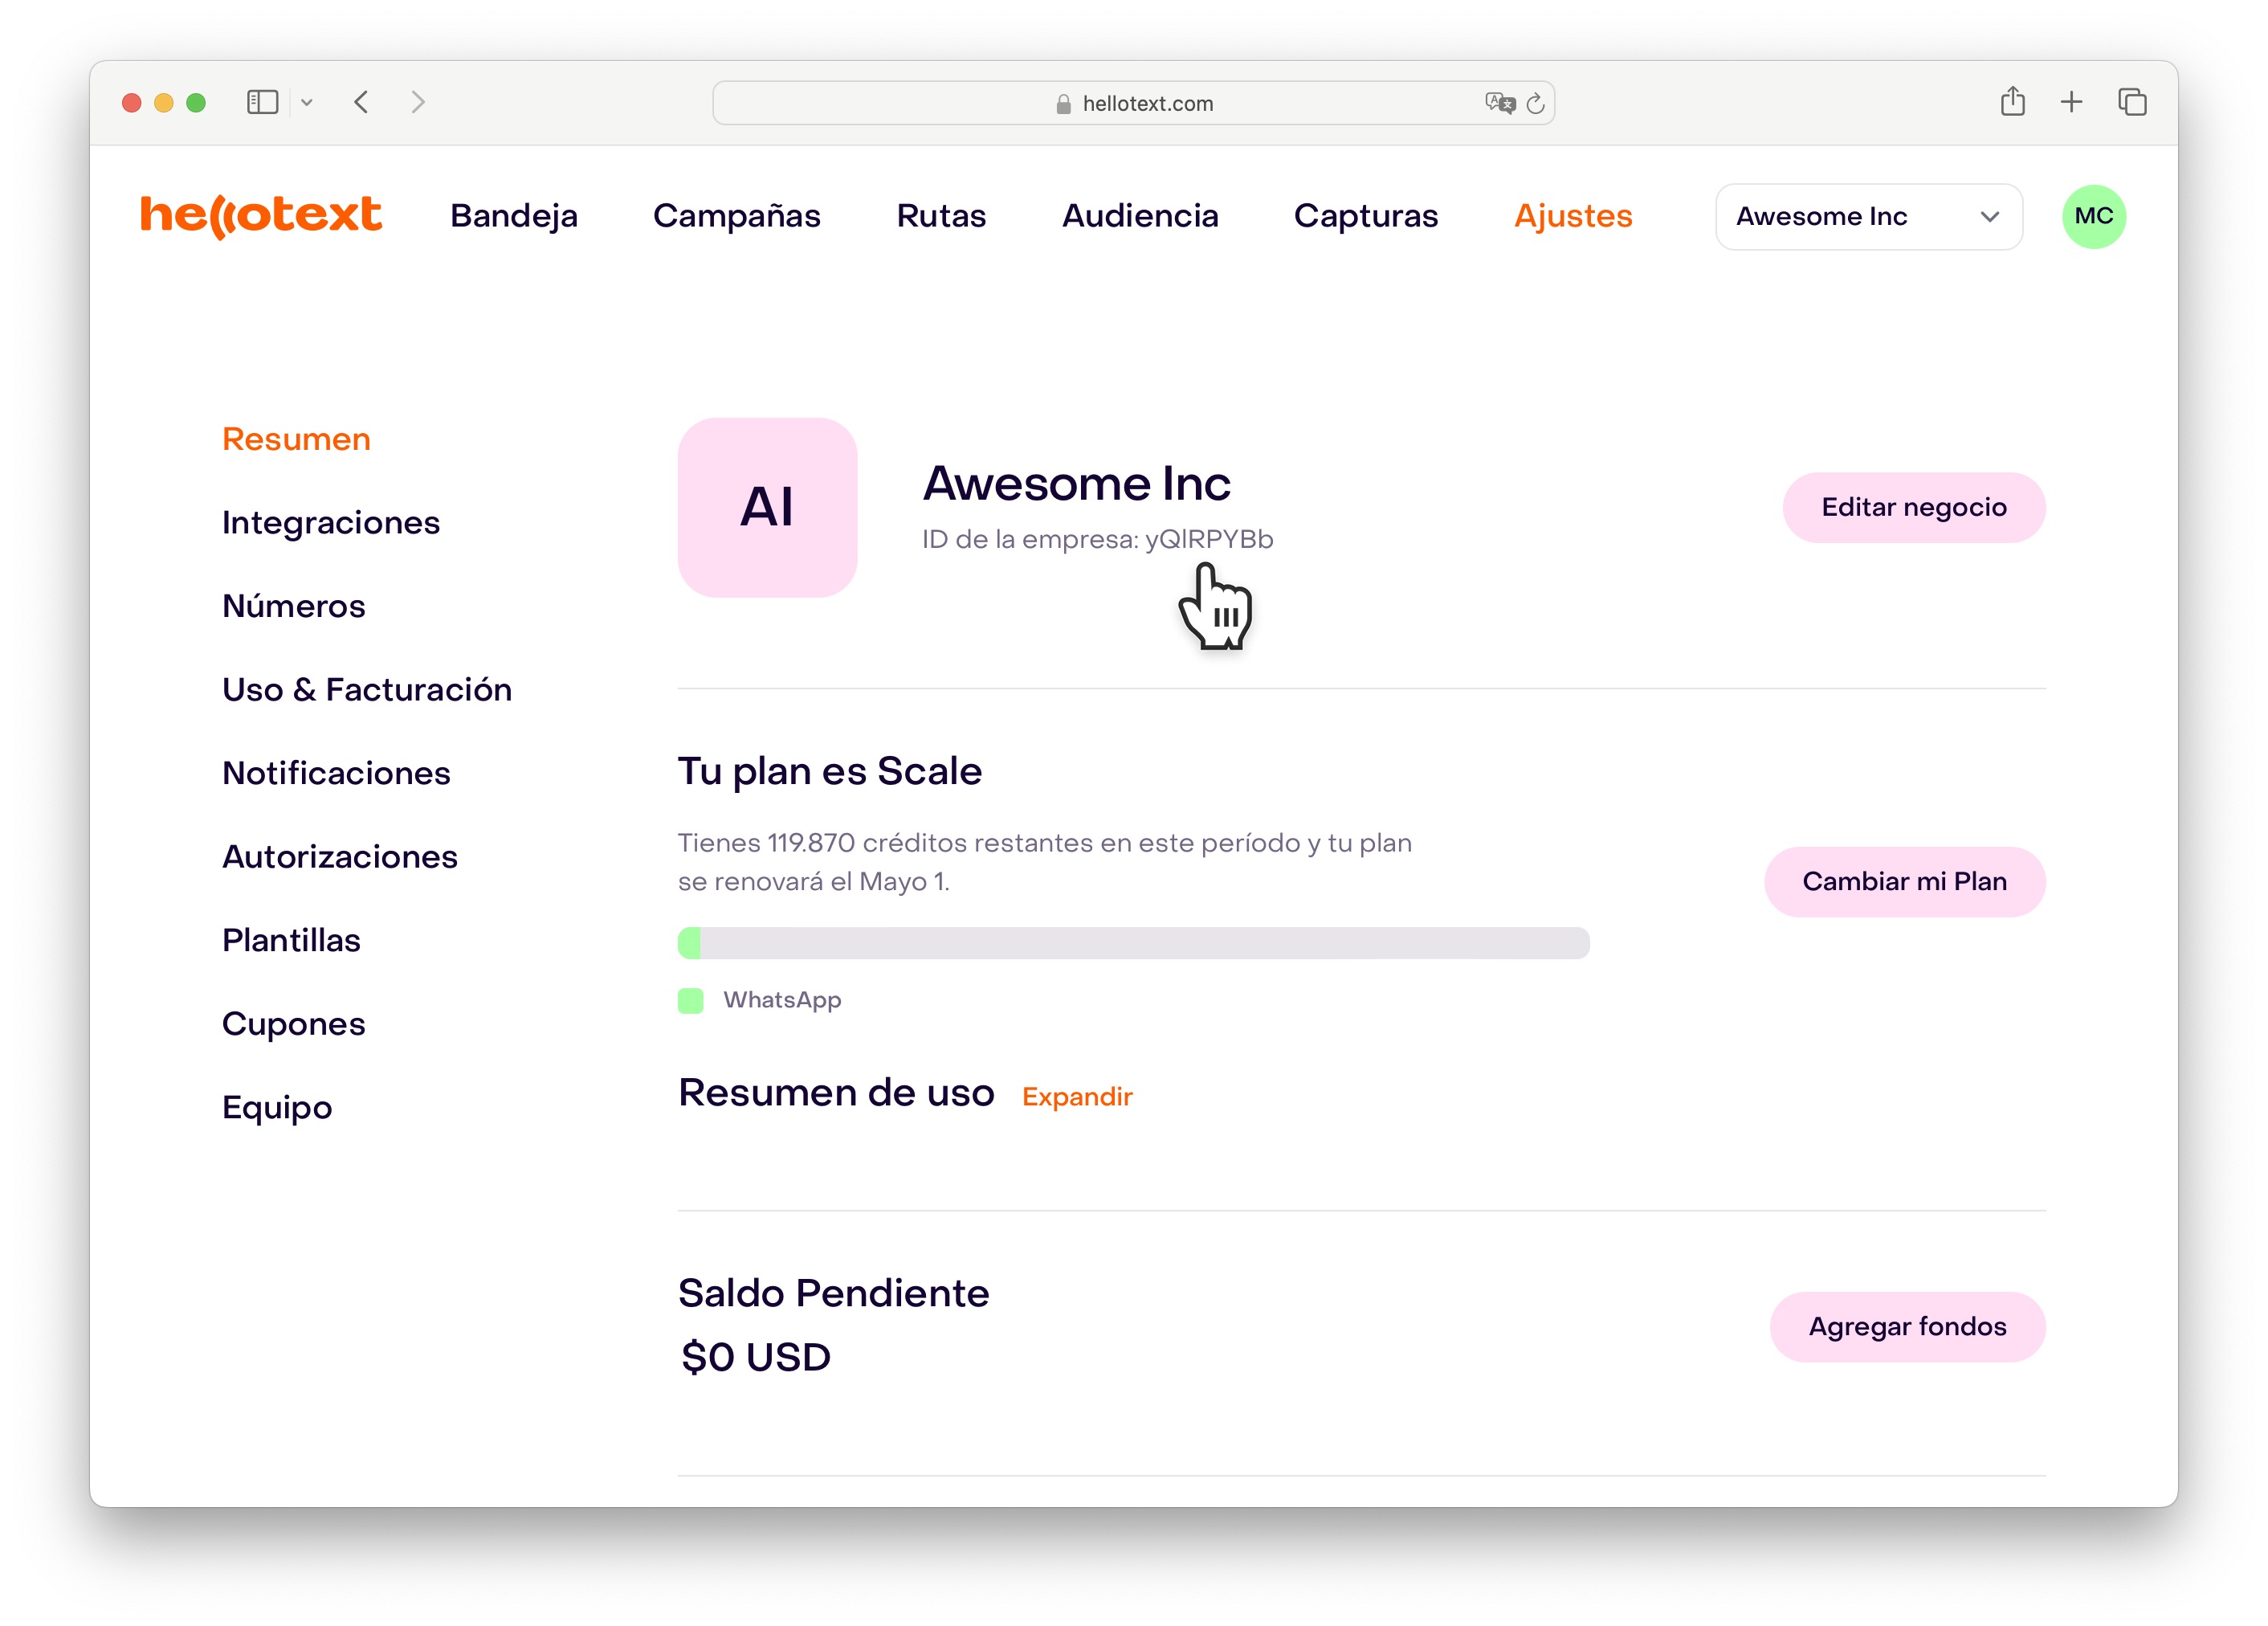 hellotext.com
hellotext
Bandeja
Campañas
Rutas
Audiencia
Capturas
Ajustes
Awesome Inc
MC
Resumen
Integraciones
Números
Uso & Facturación
Notificaciones
Autorizaciones
Plantillas
Cupones
Equipo
AI
Awesome Inc
ID de la empresa: yQlRPYBb
Editar negocio
Tu plan es Scale
Tienes 119.870 créditos restantes en este período y tu plan
se renovará el Mayo 1.
Cambiar mi Plan
WhatsApp
Resumen de uso
Expandir
Saldo Pendiente
$0 USD
Agregar fondos